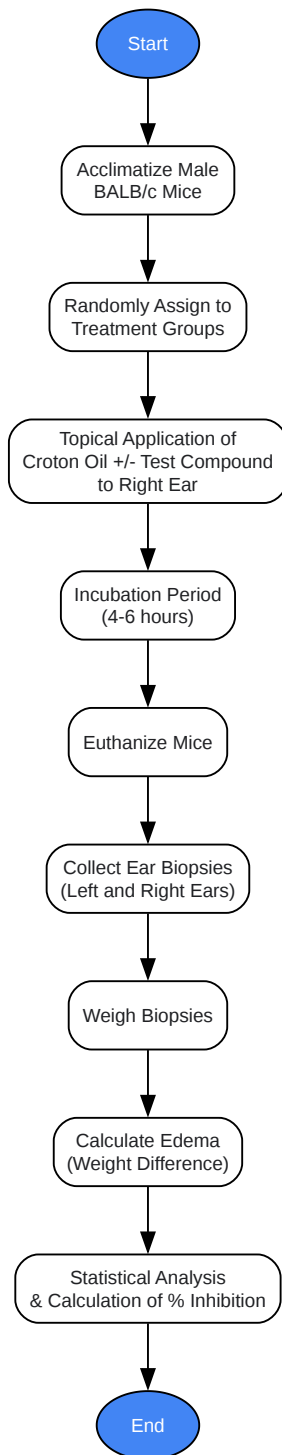 Start
Acclimatize Male
BALB/c Mice
Randomly Assign to
Treatment Groups
Topical Application of
Croton Oil +/- Test Compound
to Right Ear
Incubation Period
(4-6 hours)
Euthanize Mice
Collect Ear Biopsies
(Left and Right Ears)
Weigh Biopsies
Calculate Edema
(Weight Difference)
Statistical Analysis
& Calculation of % Inhibition
End